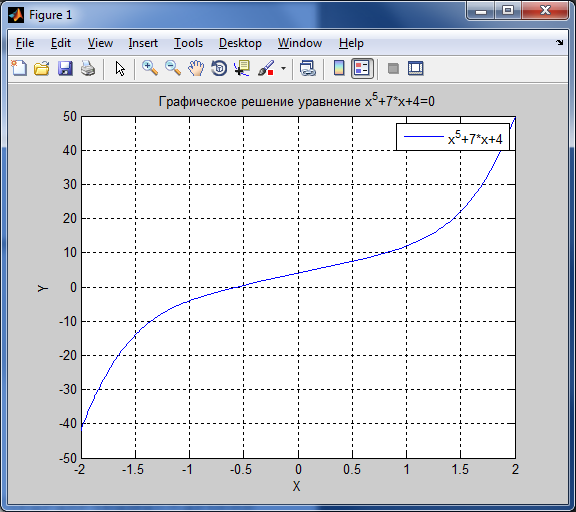 Figure 1
File Edit View Insert Tools Desktop Window Help
Графическое решение уравнение x^5+7*x+4=0
x^5+7*x+4
50
40
30
20
10
0
-10
-20
-30
-40
-50
Y
-2 -1.5 -1 -0.5 0 0.5 1 1.5 2
X